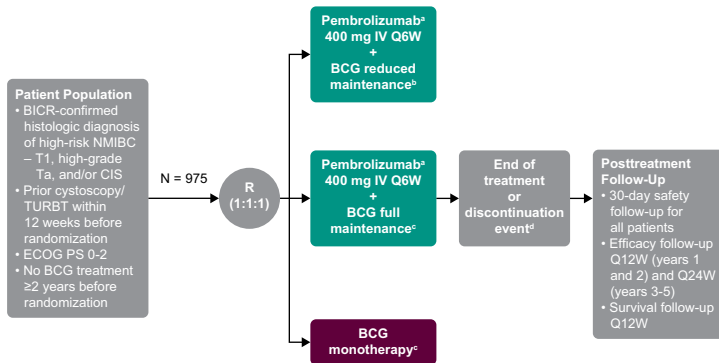 Patient Population
• BICR-confirmed
histologic diagnosis
of high-risk NMIBC
– T1, high-grade
Ta, and/or CIS
• Prior cystoscopy/
TURBT within
12 weeks before
randomization
• ECOG PS 0-2
• No BCG treatment
≥2 years before
randomization
N = 975
R
(1:1:1)
Pembrolizumabᵃ
400 mg IV Q6W
+
BCG reduced
maintenanceᵇ
Pembrolizumabᵃ
400 mg IV Q6W
+
BCG full
maintenanceᶜ
BCG
monotherapyᶜ
End of
treatment
or
discontinuation
eventᵈ
Posttreatment
Follow-Up
• 30-day safety
follow-up for
all patients
• Efficacy follow-up
Q12W (years 1
and 2) and Q24W
(years 3-5)
• Survival follow-up
Q12W